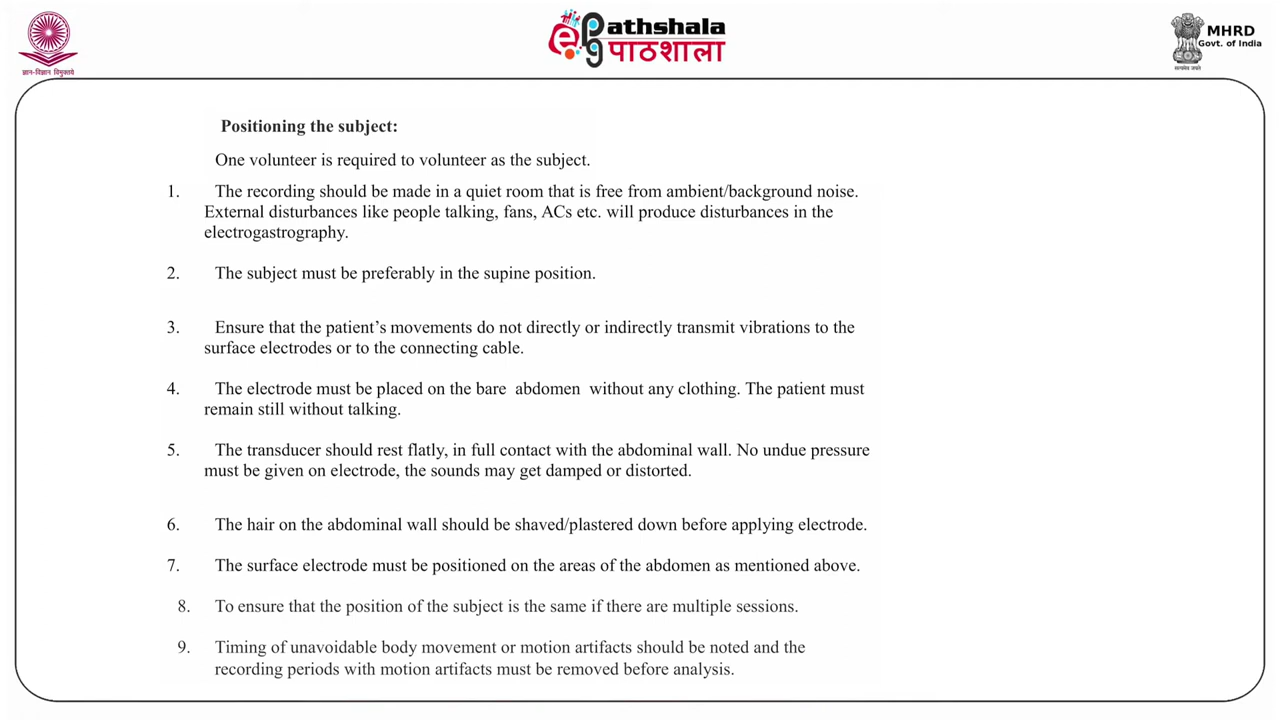 ज्ञान-विज्ञान विमुक्तये
epg
athshala
पाठशाला
MHRD
Govt. of India
सत्यमेव जयते
Positioning the subject:
One volunteer is required to volunteer as the subject.
1. The recording should be made in a quiet room that is free from ambient/background noise.
External disturbances like people talking, fans, ACs etc. will produce disturbances in the
electrogastrography.
2. The subject must be preferably in the supine position.
3. Ensure that the patient’s movements do not directly or indirectly transmit vibrations to the
surface electrodes or to the connecting cable.
4. The electrode must be placed on the bare abdomen without any clothing. The patient must
remain still without talking.
5. The transducer should rest flatly, in full contact with the abdominal wall. No undue pressure
must be given on electrode, the sounds may get damped or distorted.
6. The hair on the abdominal wall should be shaved/plastered down before applying electrode.
7. The surface electrode must be positioned on the areas of the abdomen as mentioned above.
8. To ensure that the position of the subject is the same if there are multiple sessions.
9. Timing of unavoidable body movement or motion artifacts should be noted and the
recording periods with motion artifacts must be removed before analysis.